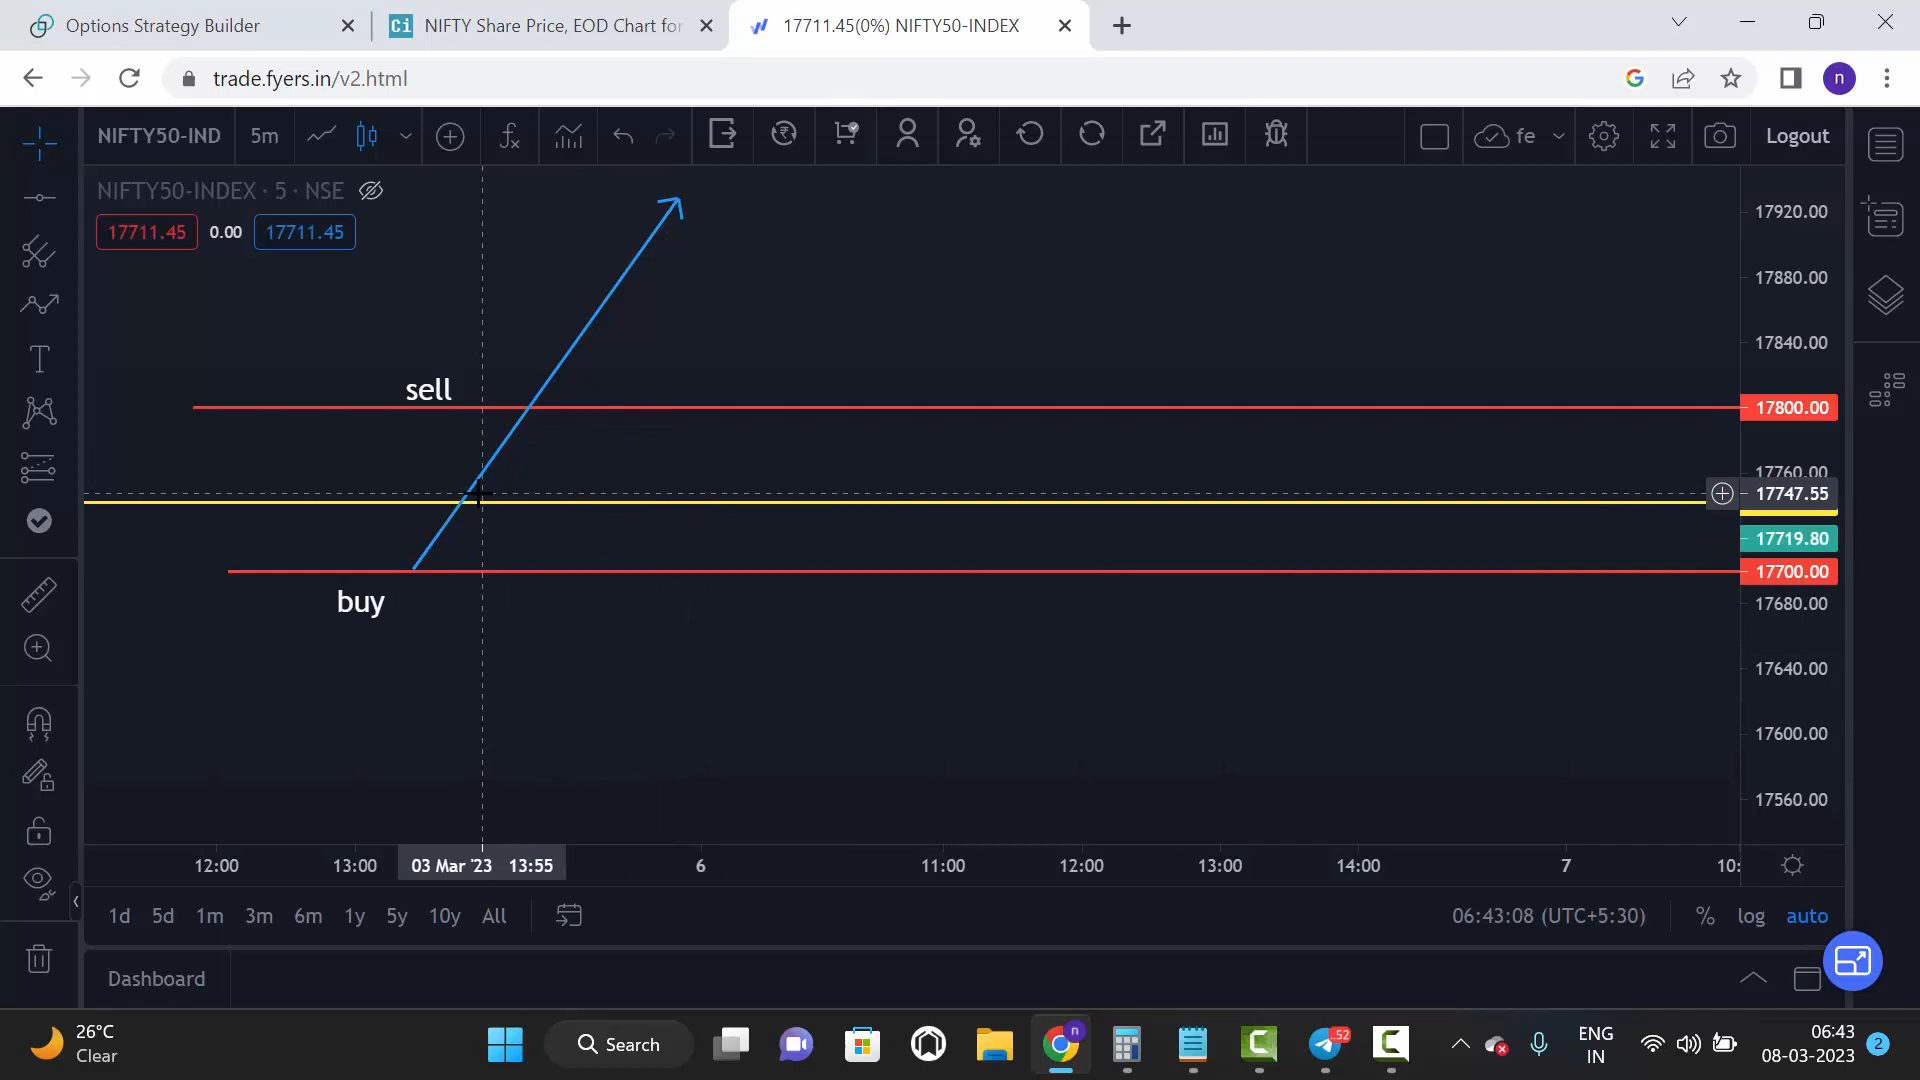 Options Strategy Builder
NIFTY Share Price, EOD Chart for
17711.45(0%) NIFTY50-INDEX
trade.fyers.in/v2.html
n
NIFTY50-IND
5m
fe
Logout
NIFTY50-INDEX · 5 · NSE
17711.45
0.00
17711.45
sell
buy
17920.00
17880.00
17840.00
17800.00
17760.00
17747.55
17719.80
17700.00
17680.00
17640.00
17600.00
17560.00
12:00
13:00
03 Mar '23 13:55
6
11:00
12:00
13:00
14:00
7
10:
1d 5d 1m 3m 6m 1y 5y 10y All
06:43:08 (UTC+5:30)
% log auto
Dashboard
26°C
Clear
Search
n
..52
ENG
IN
06:43
08-03-2023
2